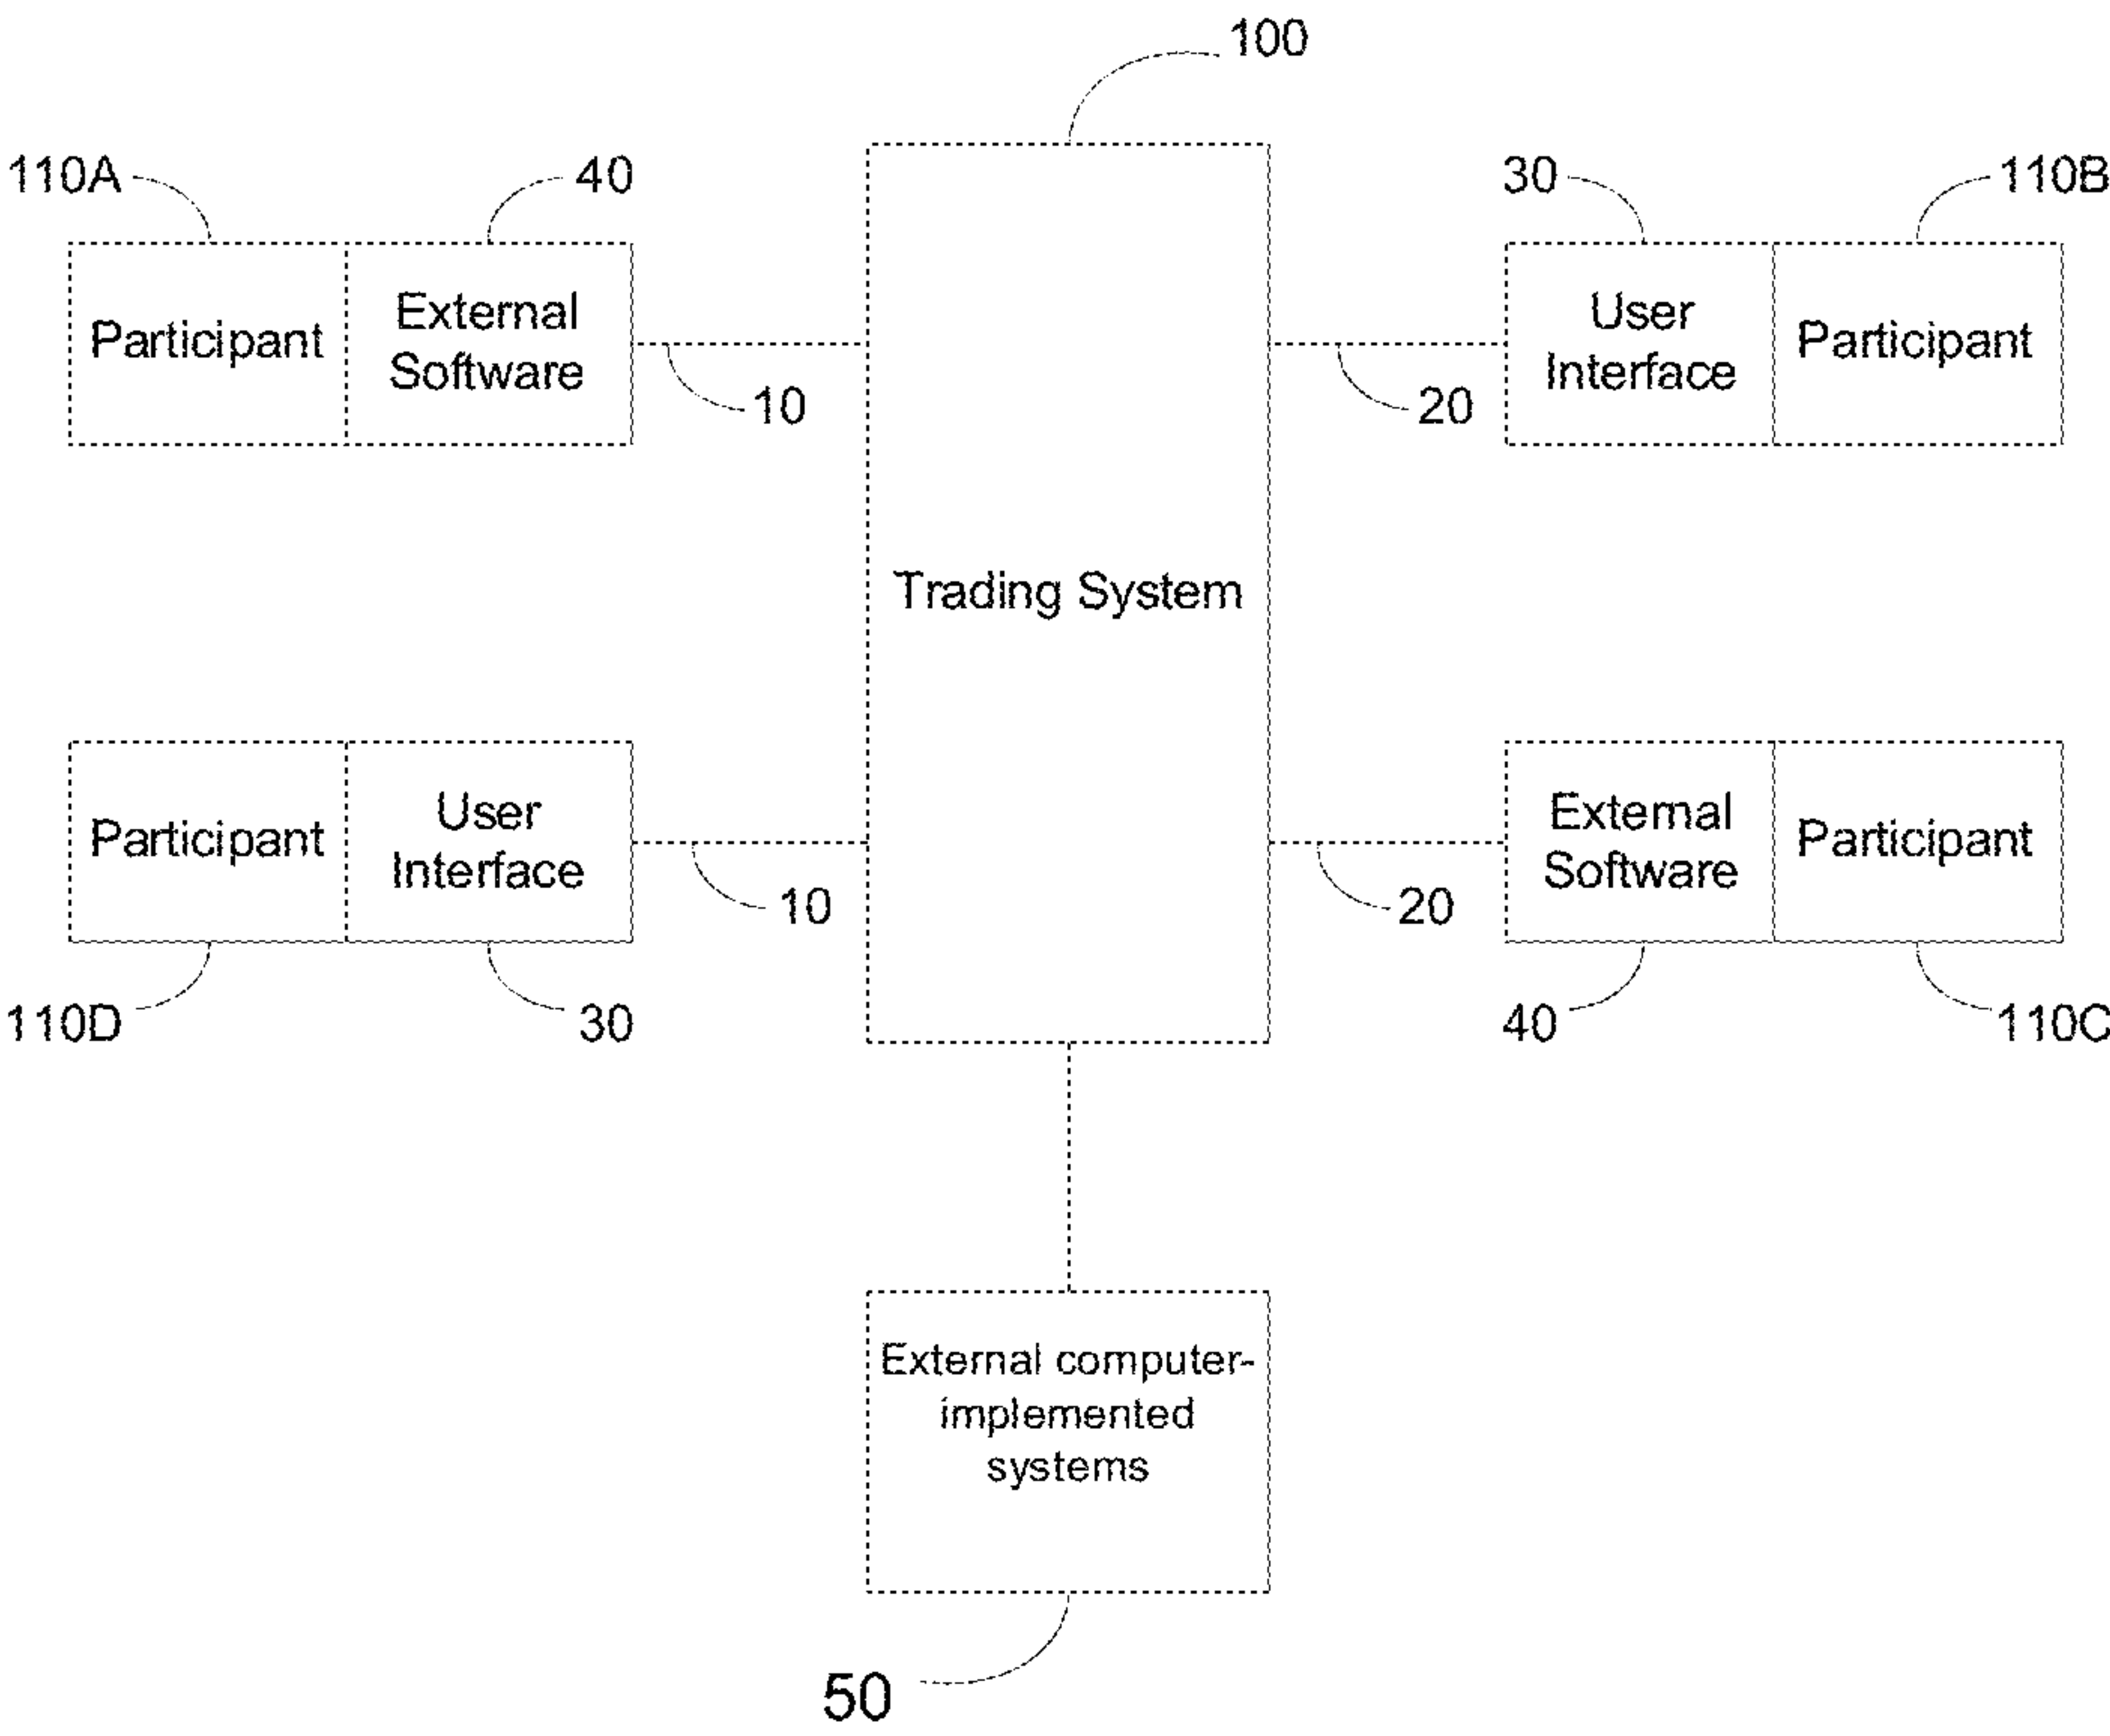 100
110A
40
30
110B
Participant
External
Software
User
Interface
Participant
10
20
Trading System
Participant
User
Interface
External
Software
Participant
10
20
110D
30
40
110C
External computer-
implemented
systems
50